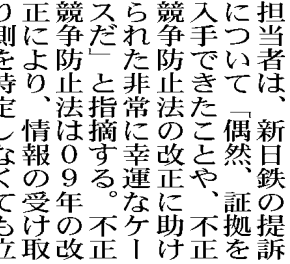 担当者は、新日鉄の提訴
について「偶然、証拠を
入手できたことや、不正
競争防止法の改正に助け
られた非常に幸運なケー
スだ」と指摘する。不正
競争防止法は０９年の改
正により、情報の受け取
り側を特定しなくても立